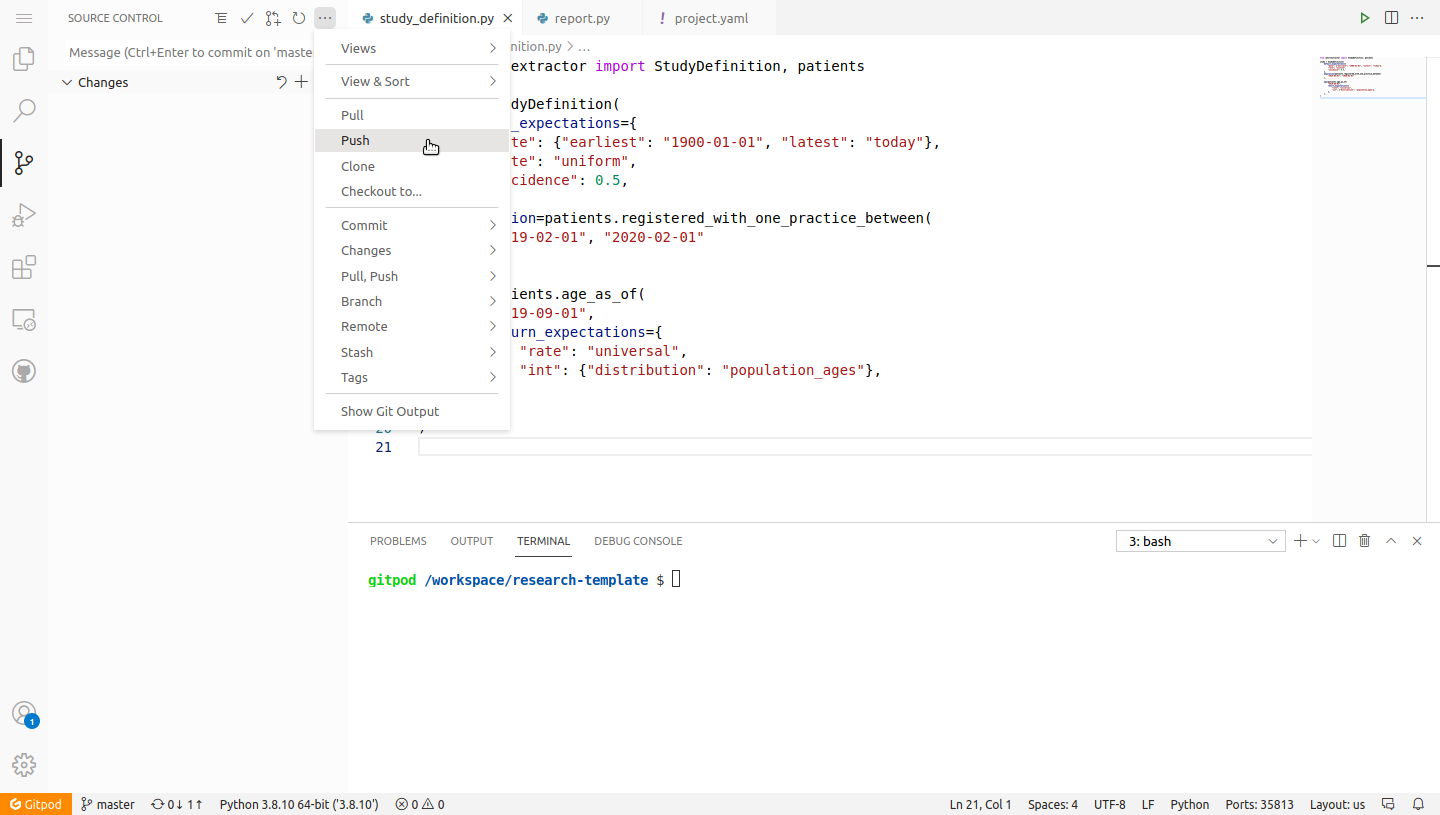 SOURCE CONTROL
study_definition.py
report.py
! project.yaml
Message (Ctrl+Enter to commit on 'maste
nition.py > ...
Changes
Views
View & Sort
Pull
Push
Clone
Checkout to...
Commit
Changes
Pull, Push
Branch
Remote
Stash
Tags
Show Git Output
extractor import StudyDefinition, patients
dyDefinition(
_expectations={
te": {"earliest": "1900-01-01", "latest": "today"},
te": "uniform",
cidence": 0.5,
ion=patients.registered_with_one_practice_between(
19-02-01", "2020-02-01"
ients.age_as_of(
19-09-01",
urn_expectations={
"rate": "universal",
"int": {"distribution": "population_ages"},
20 )
21
PROBLEMS
OUTPUT
TERMINAL
DEBUG CONSOLE
3: bash
gitpod /workspace/research-template $
1
Gitpod
master
0↓ 1↑
Python 3.8.10 64-bit ('3.8.10')
0
0
Ln 21, Col 1
Spaces: 4
UTF-8
LF
Python
Ports: 35813
Layout: us